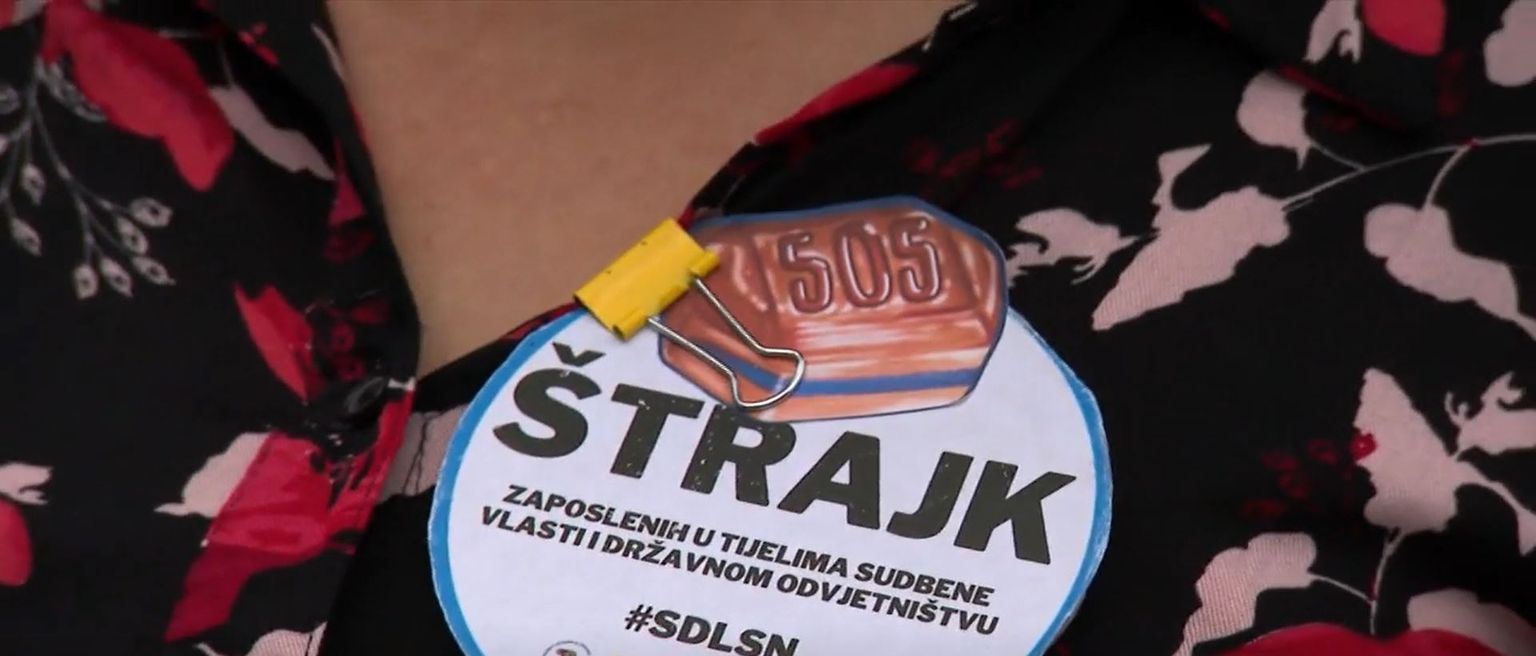 505
ŠTRAJK
ZAPOSLENIH U TIJELIMA SUDBENE
VLASTI I DRŽAVNOM ODVJETNIŠTVU
#SDLSN